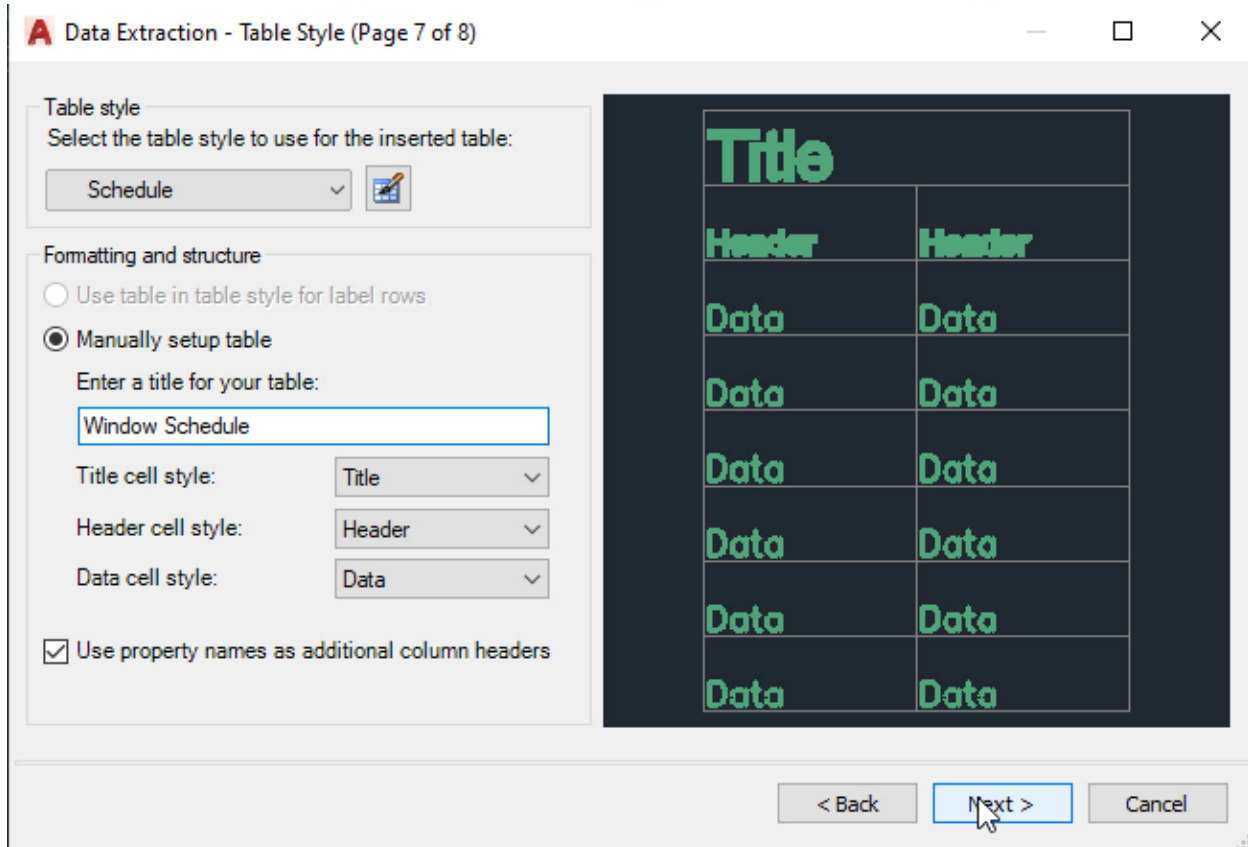 Data Extraction - Table Style (Page 7 of 8)
Table style
Select the table style to use for the inserted table:
Schedule
Formatting and structure
Use table in table style for label rows
Manually setup table
Enter a title for your table:
Window Schedule
Title cell style: Title
Header cell style: Header
Data cell style: Data
Use property names as additional column headers
Title
Header Header
Data Data
Data Data
Data Data
Data Data
Data Data
Data Data
< Back Next > Cancel